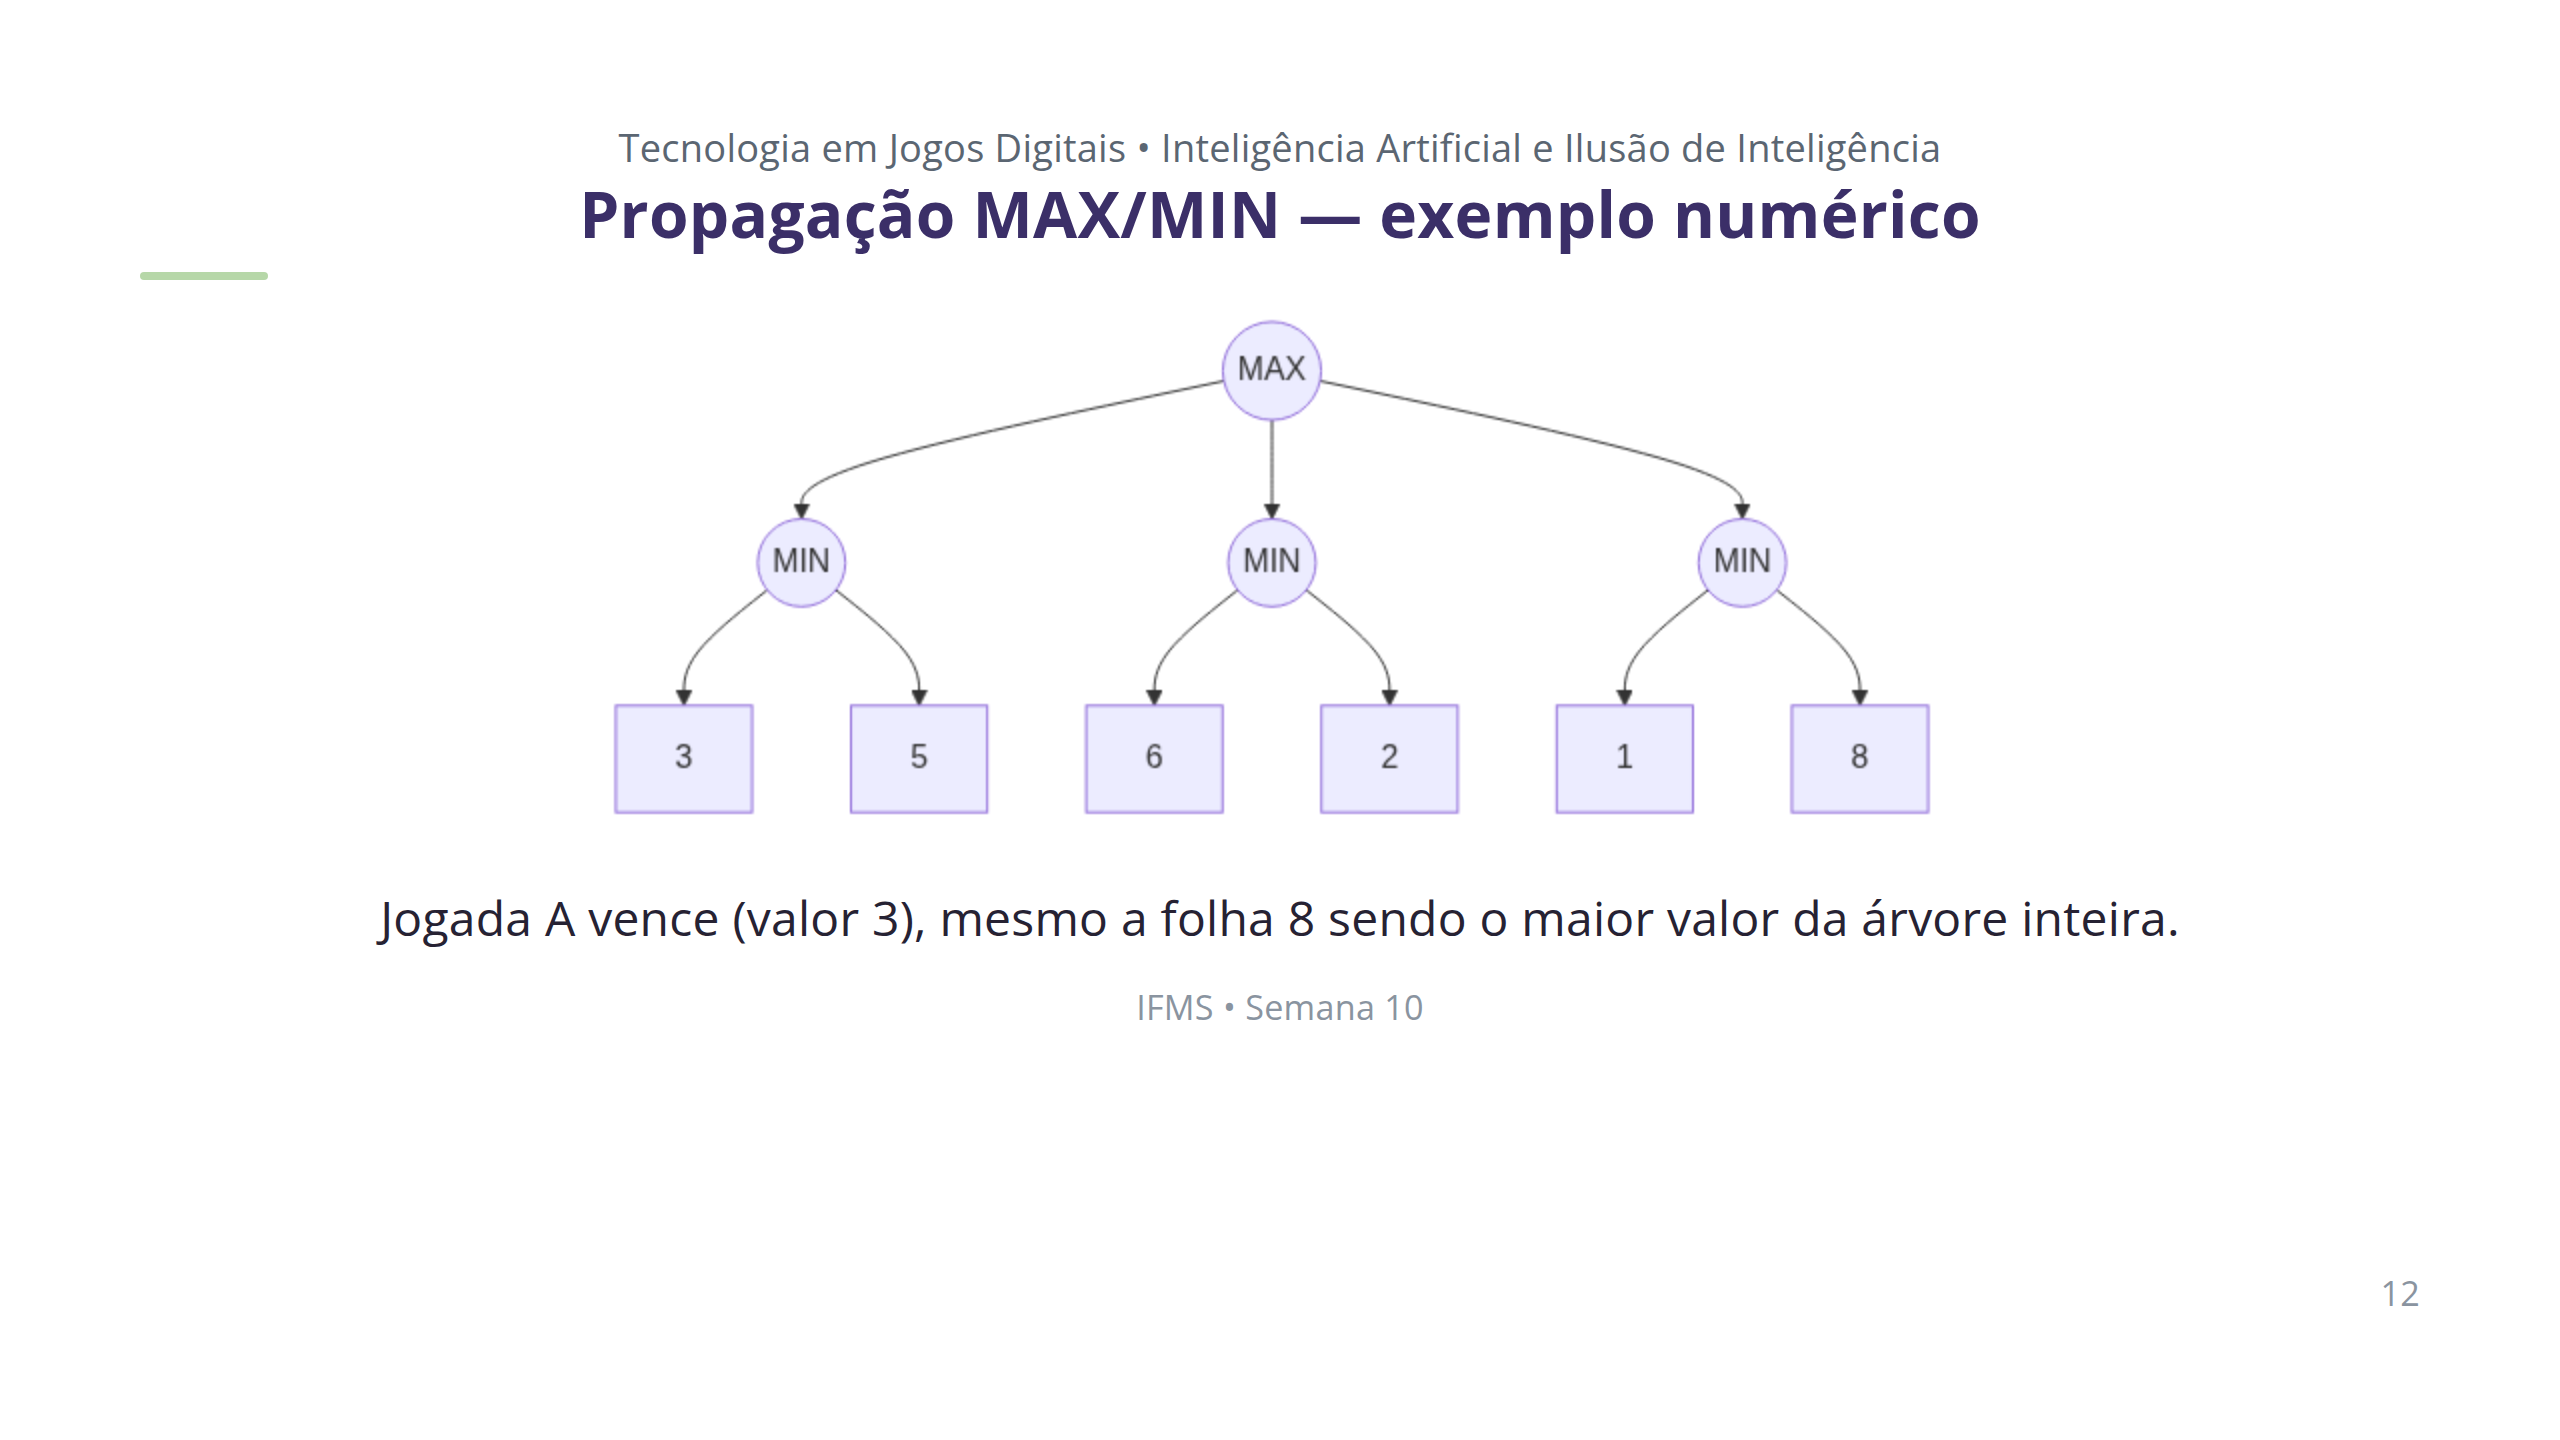 Tecnologia em Jogos Digitais • Inteligência Artificial e Ilusão de Inteligência
Propagação MAX/MIN — exemplo numérico
MAX
MIN MIN MIN
3 5 6 2 1 8
Jogada A vence (valor 3), mesmo a folha 8 sendo o maior valor da árvore inteira.
IFMS • Semana 10
12